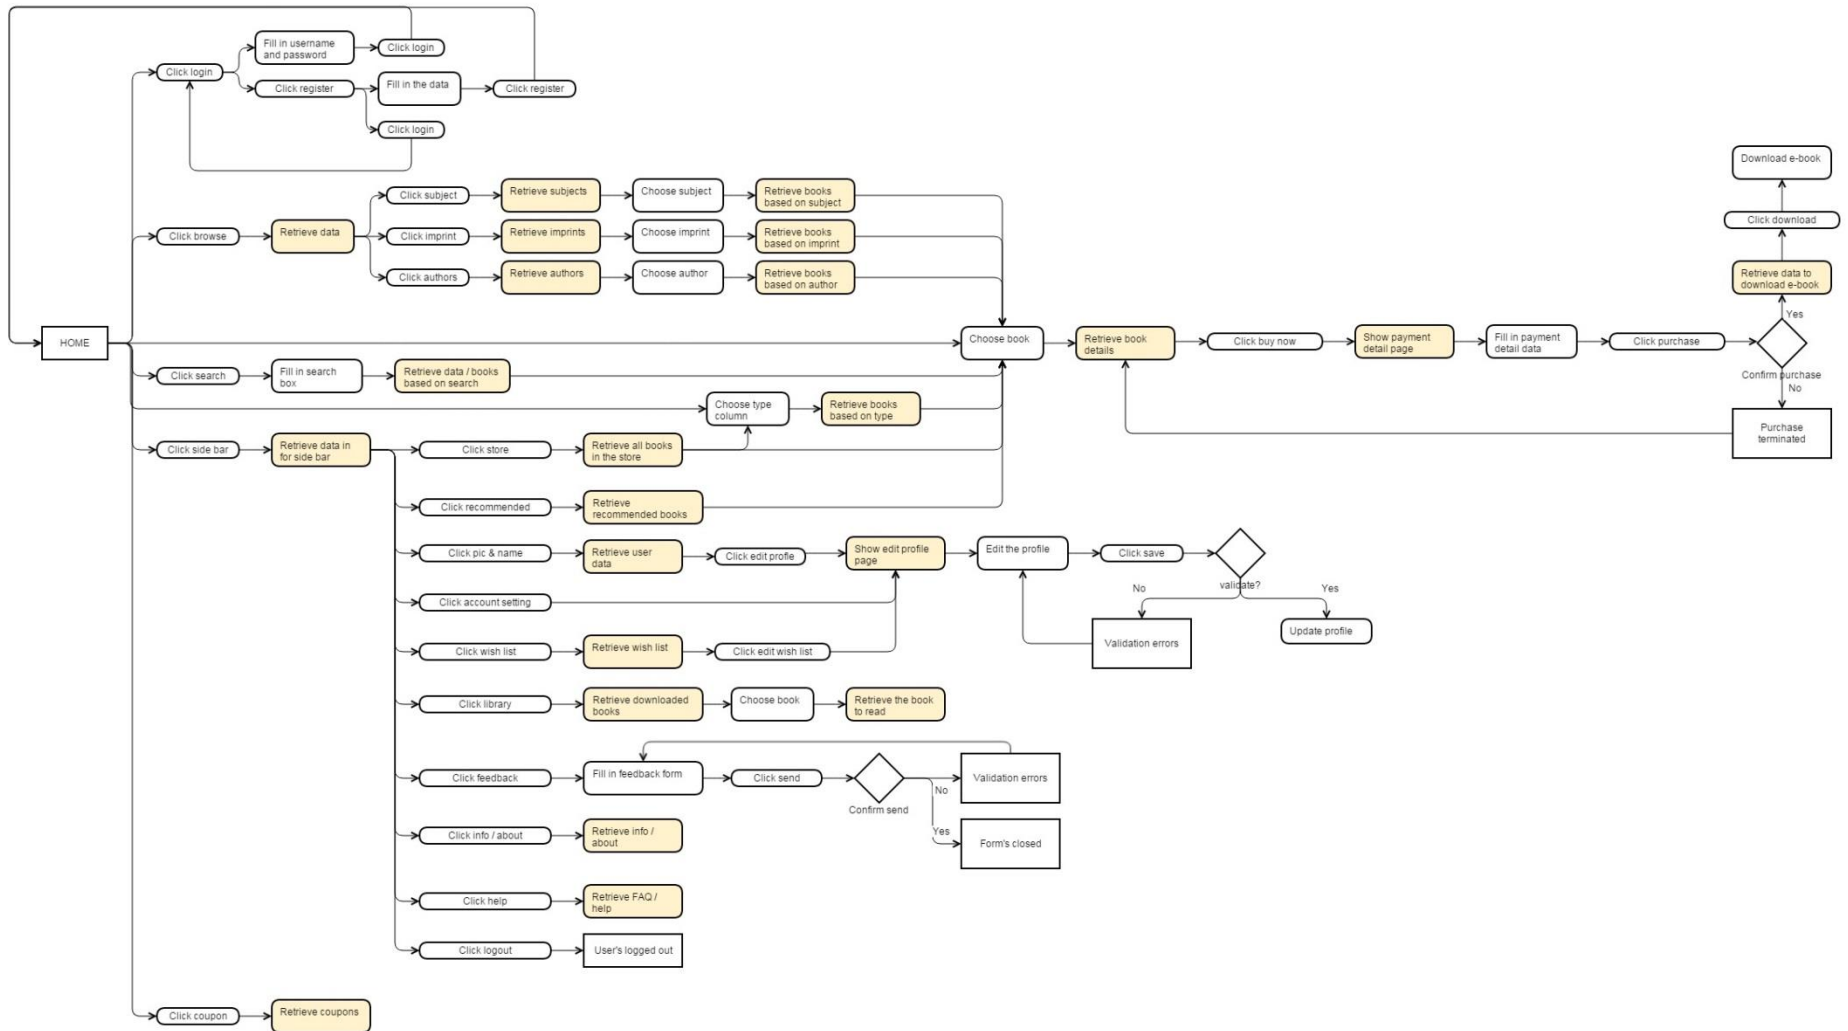 Fill in username
and password
Click login
Click login
Click register
Fill in the data
Click register
Click login
Download e-book
Click subject
Retrieve subjects
Choose subject
Retrieve books
based on subject
Click download
Click browse
Retrieve data
Click imprint
Retrieve imprints
Choose imprint
Retrieve books
based on imprint
Click authors
Retrieve authors
Choose author
Retrieve books
based on author
Retrieve data to
download e-book
Yes
HOME
Choose book
Retrieve book
details
Click buy now
Show payment
detail page
Fill in payment
detail data
Click purchase
Confirm purchase
No
Click search
Fill in search
box
Retrieve data / books
based on search
Choose type
column
Retrieve books
based on type
Purchase
terminated
Click side bar
Retrieve data in
for side bar
Click store
Retrieve all books
in the store
Click recommended
Retrieve
recommended books
Click pic & name
Retrieve user
data
Click edit profle
Show edit profile
page
Edit the profile
Click save
validate?
No
Yes
Click account setting
Validation errors
Update profile
Click wish list
Retrieve wish list
Click edit wish list
Click library
Retrieve downloaded
books
Choose book
Retrieve the book
to read
Click feedback
Fill in feedback form
Click send
Confirm send
No
Validation errors
Yes
Form's closed
Click info / about
Retrieve info /
about
Click help
Retrieve FAQ /
help
Click logout
User's logged out
Click coupon
Retrieve coupons